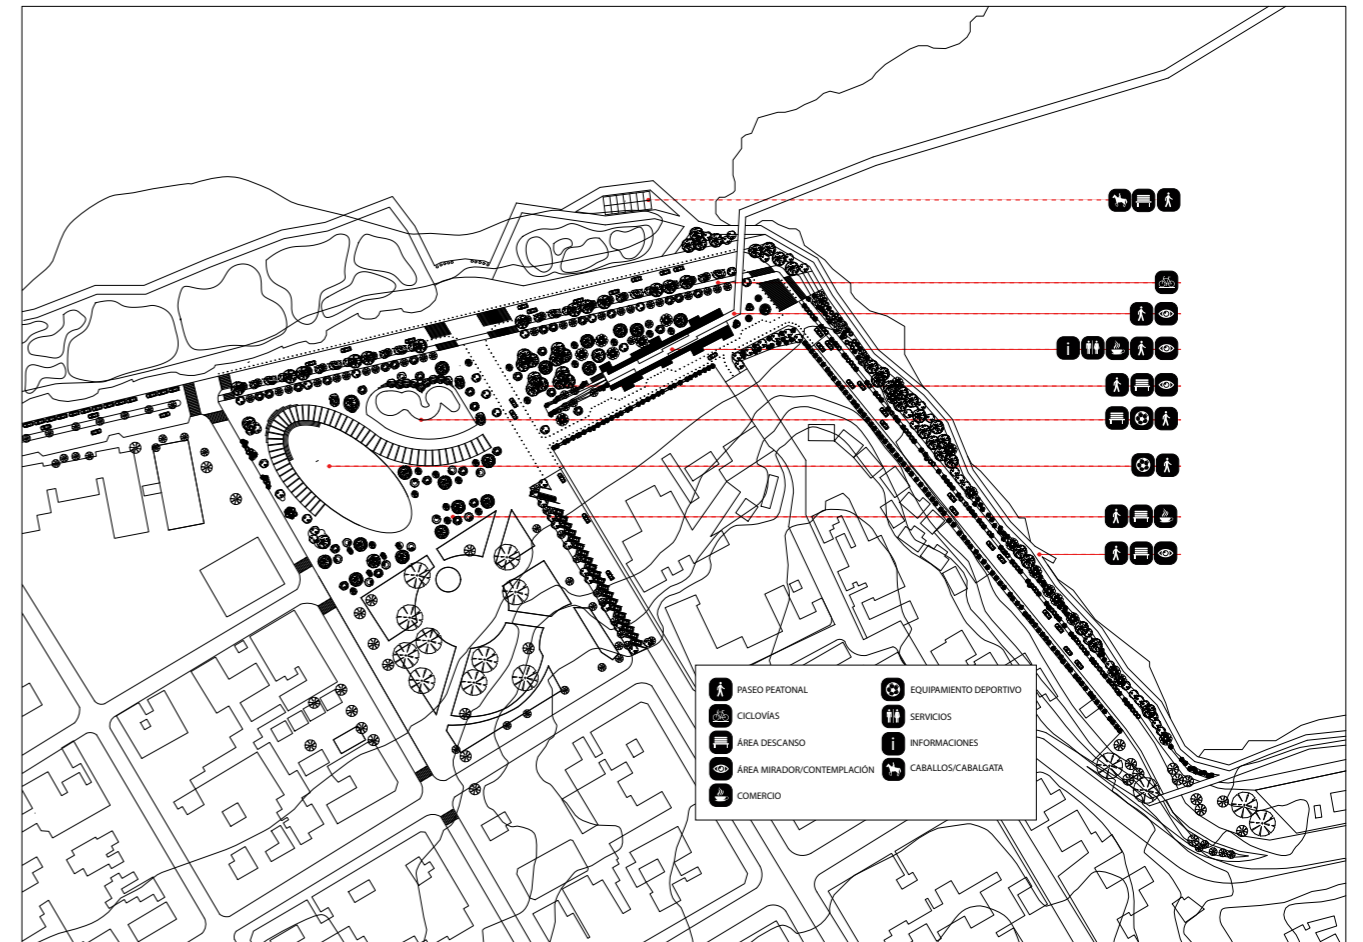 PASEO PEATONAL
CICLOVÍAS
ÁREA DESCANSO
ÁREA MIRADOR/CONTEMPLACIÓN
COMERCIO
EQUIPAMIENTO DEPORTIVO
SERVICIOS
INFORMACIONES
CABALLOS/CABALGATA